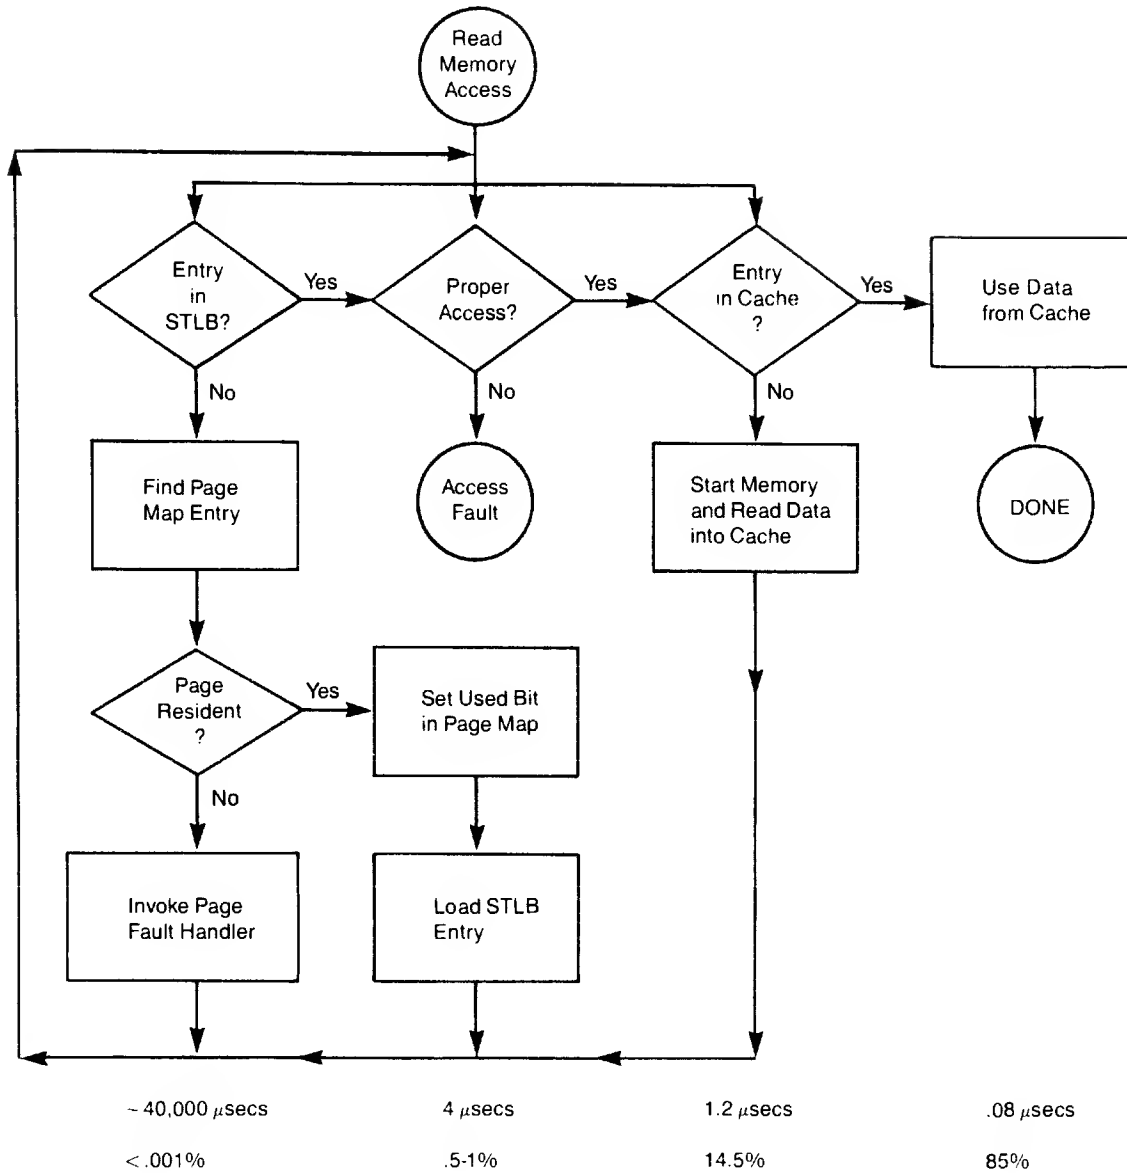 Read
Memory
Access
Entry
in
STLB?
Yes
Proper
Access?
Yes
Entry
in Cache
?
Yes
Use Data
from Cache
No
No
No
Find Page
Map Entry
Access
Fault
Start Memory
and Read Data
into Cache
DONE
Page
Resident
?
Yes
Set Used Bit
in Page Map
No
Invoke Page
Fault Handler
Load STLB
Entry
~40,000 μsecs
4 μsecs
1.2 μsecs
.08 μsecs
<.001%
.5-1%
14.5%
85%